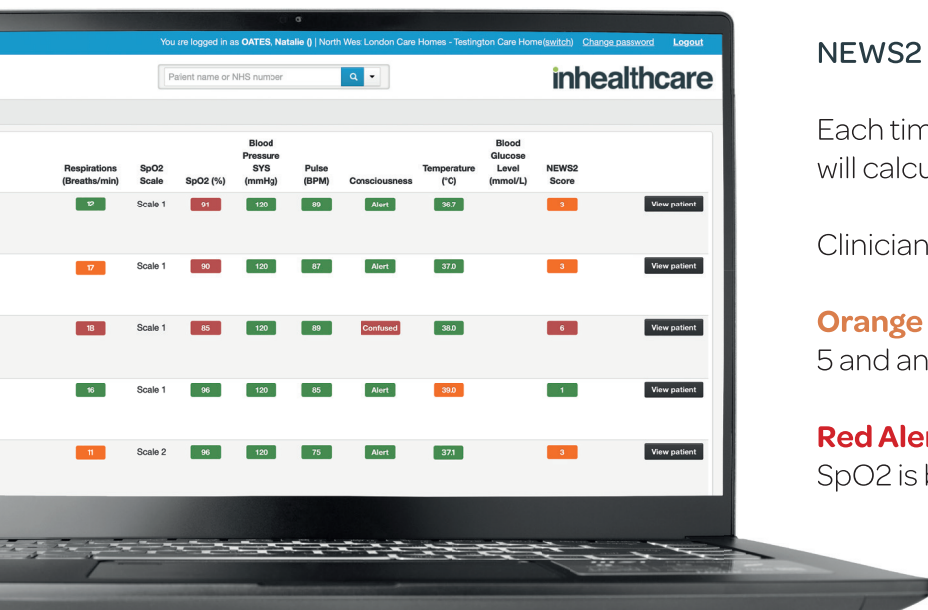 You are logged in as OATES, Natalie () | North West London Care Homes - Testington Care Home(switch) Change password Logout
Patient name or NHS number
inhealthcare
Respirations (Breaths/min) SpO2 Scale SpO2 (%) Blood Pressure SYS (mmHg) Pulse (BPM) Consciousness Temperature (°C) Blood Glucose Level (mmol/L) NEWS2 Score
12 Scale 1 91 120 89 Alert 36.7 3 View patient
17 Scale 1 90 120 87 Alert 37.0 3 View patient
18 Scale 1 85 120 89 Confused 38.0 6 View patient
16 Scale 1 96 120 85 Alert 39.0 1 View patient
11 Scale 2 96 120 75 Alert 37.1 3 View patient
NEWS2
Each tim
will calcu
Clinician
Orange
5 and an
Red Aler
SpO2 is b